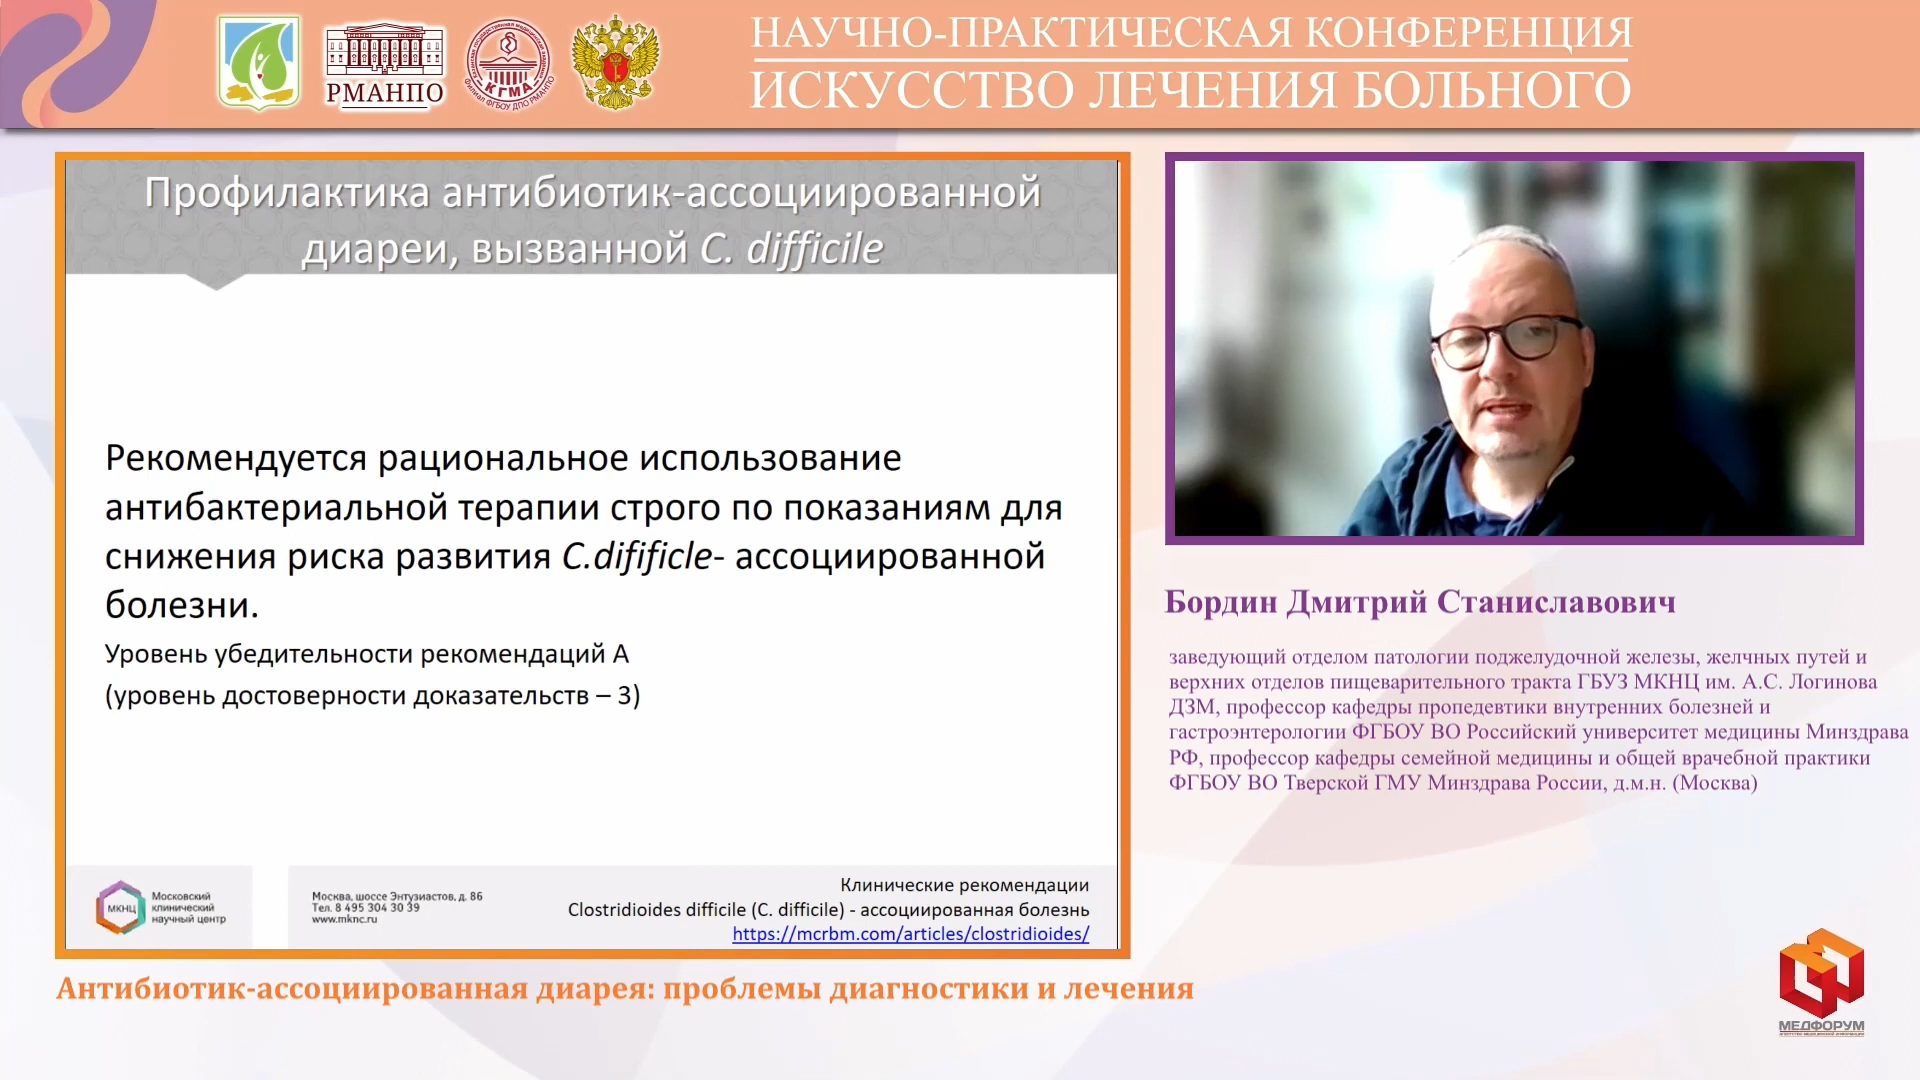 РМАНПО
КГМА
НАУЧНО-ПРАКТИЧЕСКАЯ КОНФЕРЕНЦИЯ
ИСКУССТВО ЛЕЧЕНИЯ БОЛЬНОГО
Профилактика антибиотик-ассоциированной
диареи, вызванной C. difficile
Рекомендуется рациональное использование
антибактериальной терапии строго по показаниям для
снижения риска развития C.difificle- ассоциированной
болезни.
Уровень убедительности рекомендаций А
(уровень достоверности доказательств – 3)
МКНЦ
Московский
клинический
научный центр
Москва, шоссе Энтузиастов, д. 86
Тел. 8 495 304 30 39
www.mknc.ru
Клинические рекомендации
Clostridioides difficile (C. difficile) - ассоциированная болезнь
https://mcrbm.com/articles/clostridioides/
Бордин Дмитрий Станиславович
заведующий отделом патологии поджелудочной железы, желчных путей и
верхних отделов пищеварительного тракта ГБУЗ МКНЦ им. А.С. Логинова
ДЗМ, профессор кафедры пропедевтики внутренних болезней и
гастроэнтерологии ФГБОУ ВО Российский университет медицины Минздрава
РФ, профессор кафедры семейной медицины и общей врачебной практики
ФГБОУ ВО Тверской ГМУ Минздрава России, д.м.н. (Москва)
Антибиотик-ассоциированная диарея: проблемы диагностики и лечения
МЕДФОРУМ